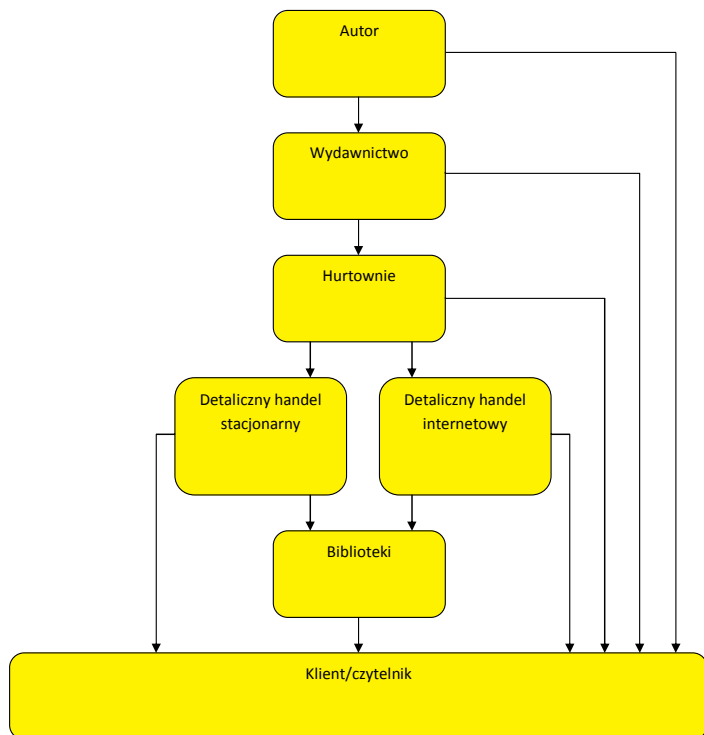 Autor
Wydawnictwo
Hurtownie
Detaliczny handel
stacjonarny
Detaliczny handel
internetowy
Biblioteki
Klient/czytelnik